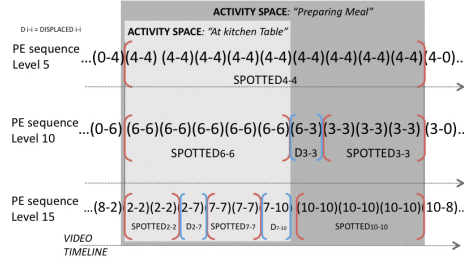 ACTIVITY SPACE: "Preparing Meal"
D i-i = DISPLACED i-i
ACTIVITY SPACE: "At kitchen Table"
PE sequence
Level 5
...(0-4)(4-4) (4-4)(4-4)(4-4)(4-4)(4-4)(4-4)(4-4)(4-0)...
SPOTTED4-4
PE sequence
Level 10
...(0-6)(6-6)(6-6)(6-6)(6-6)(6-6)(6-3)(3-3)(3-3)(3-3)(3-0)...
SPOTTED6-6
D3-3
SPOTTED3-3
PE sequence
Level 15
...(8-2)(2-2)(2-2)(2-7)(7-7)(7-7)(7-10)(10-10)(10-10)(10-10)(10-8)...
SPOTTED2-2
D2-7
SPOTTED7-7
D7-10
SPOTTED10-10
VIDEO
TIMELINE